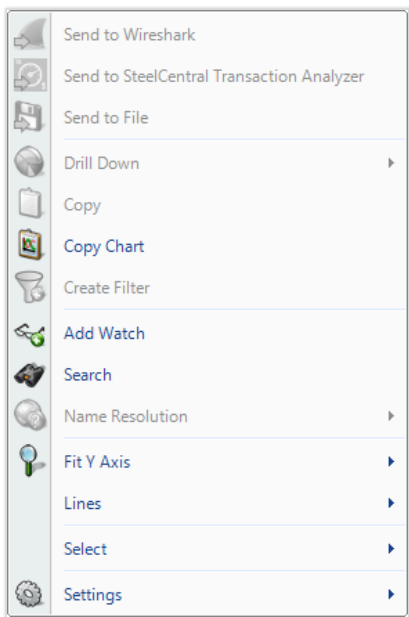 Send to Wireshark
Send to SteelCentral Transaction Analyzer
Send to File
Drill Down
Copy
Copy Chart
Create Filter
Add Watch
Search
Name Resolution
Fit Y Axis
Lines
Select
Settings